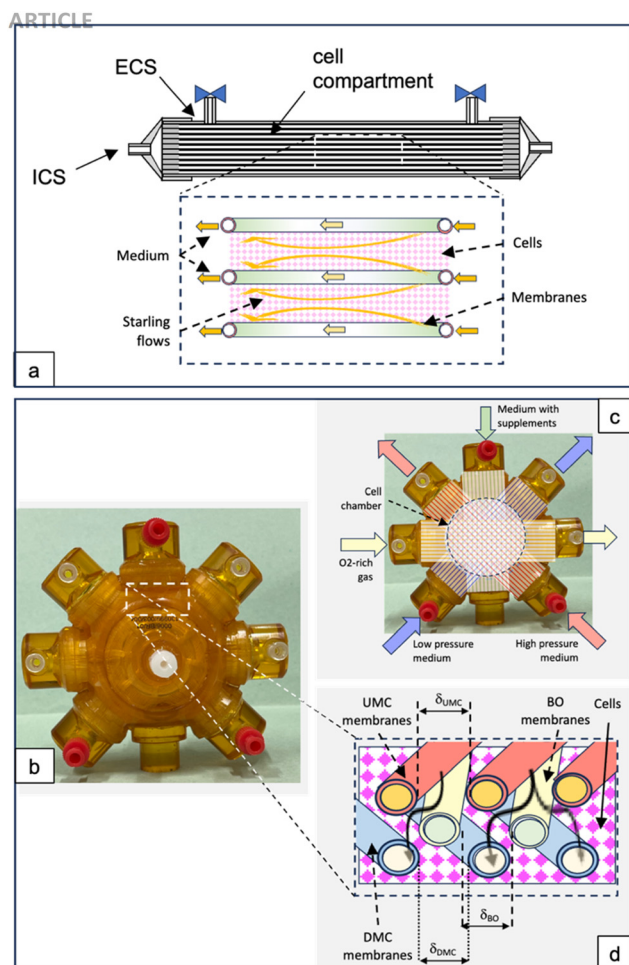 ARTICLE
ECS
cell
compartment
ICS
Medium
Cells
Starling
flows
Membranes
a
Medium with
supplements
c
Cell
chamber
O2-rich
gas
Low pressure
medium
High pressure
medium
b
UMC
membranes
δUMC
BO
membranes
Cells
DMC
membranes
δDMC
δBO
d